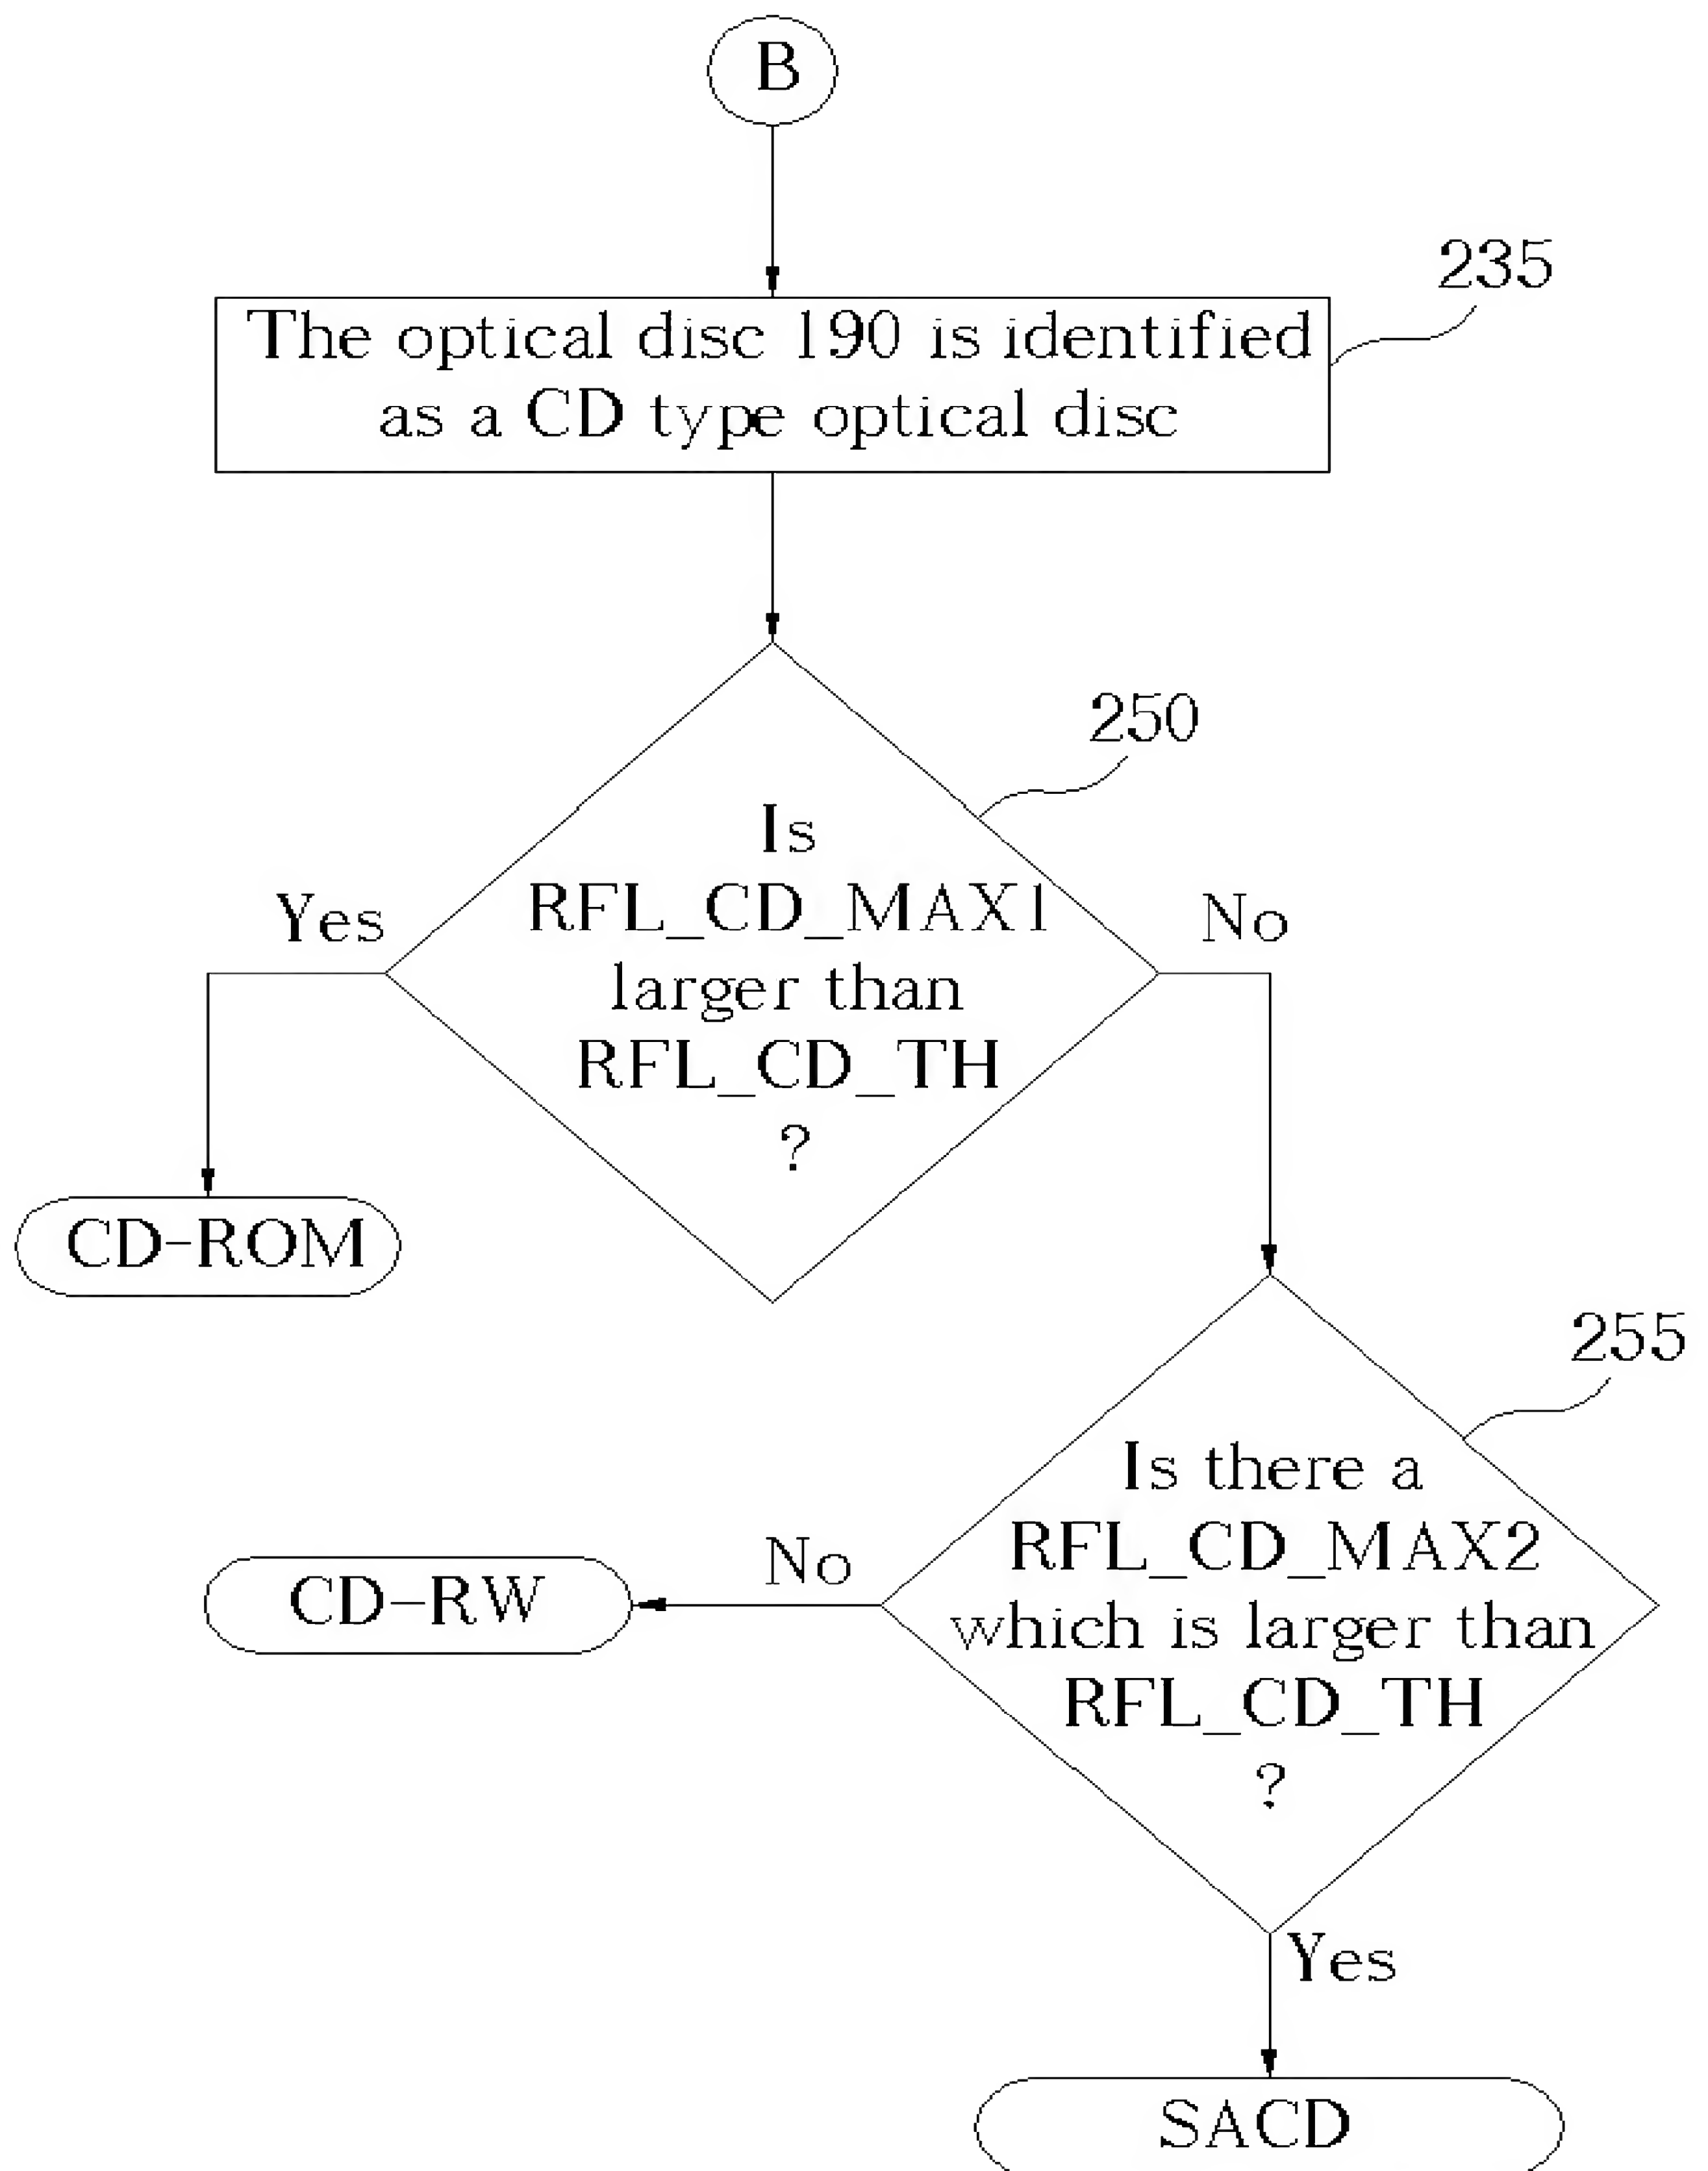 B
235
The optical disc 190 is identified
as a CD type optical disc
250
Is
RFL_CD_MAX1
larger than
RFL_CD_TH
?
Yes
No
CD-ROM
255
Is there a
RFL_CD_MAX2
which is larger than
RFL_CD_TH
?
No
CD-RW
Yes
SACD